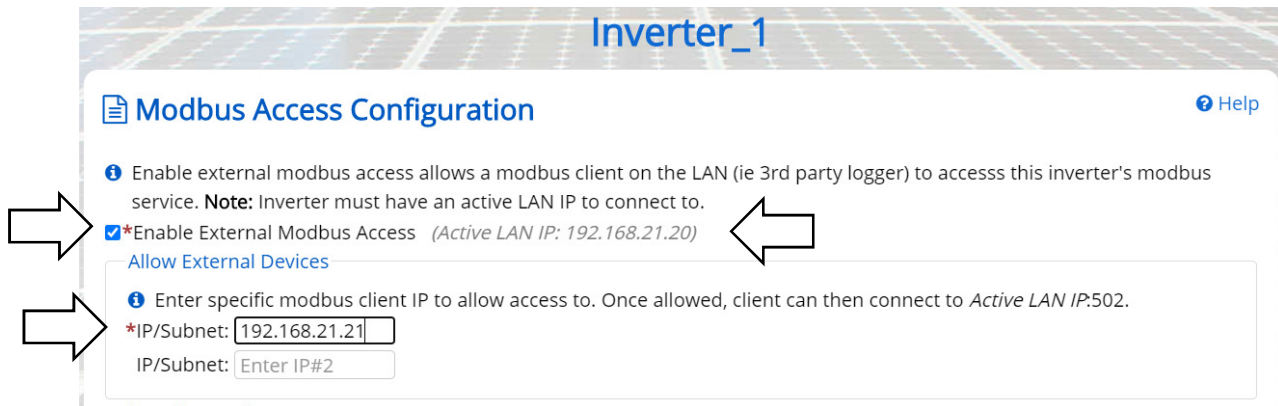 Inverter_1
Modbus Access Configuration
Help
Enable external modbus access allows a modbus client on the LAN (ie 3rd party logger) to accesss this inverter's modbus
service. Note: Inverter must have an active LAN IP to connect to.
*Enable External Modbus Access (Active LAN IP: 192.168.21.20)
Allow External Devices
Enter specific modbus client IP to allow access to. Once allowed, client can then connect to Active LAN IP:502.
*IP/Subnet: 192.168.21.21
IP/Subnet: Enter IP#2